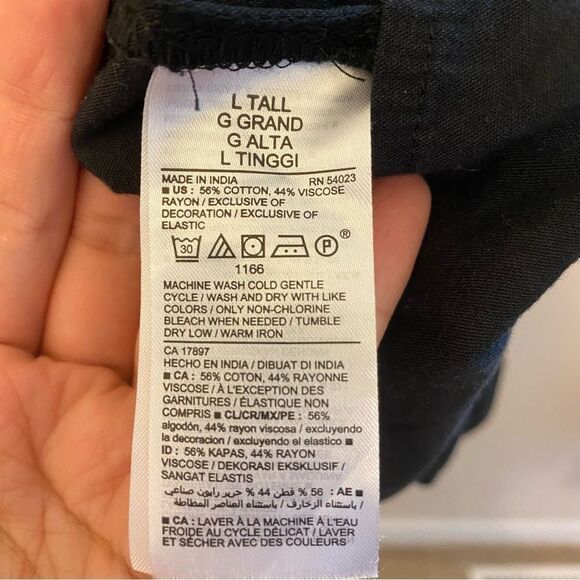 L TALL
G GRAND
G ALTA
L TINGGI
MADE IN INDIA RN 54023
■ US : 56% COTTON, 44% VISCOSE
RAYON / EXCLUSIVE OF
DECORATION / EXCLUSIVE OF
ELASTIC
30 P ®
1166
MACHINE WASH COLD GENTLE
CYCLE / WASH AND DRY WITH LIKE
COLORS / ONLY NON-CHLORINE
BLEACH WHEN NEEDED / TUMBLE
DRY LOW / WARM IRON
CA 17897
HECHO EN INDIA / DIBUAT DI INDIA
■ CA : 56% COTON, 44% RAYONNE
VISCOSE / À L'EXCEPTION DES
GARNITURES / ÉLASTIQUE NON
COMPRIS ■ CL/CR/MX/PE : 56%
algodón, 44% rayon viscosa / excluyendo
la decoracion / excluyendo el elastico ■
ID : 56% KAPAS, 44% RAYON
VISCOSE / DEKORASI EKSKLUSIF /
SANGAT ELASTIS
■ AE : 56 % قطن 44 % حرير رايون صناعي
/ باستثناء الزخارف / باستثناء العناصر المطاطة
■ CA : LAVER À LA MACHINE À L'EAU
FROIDE AU CYCLE DÉLICAT / LAVER
ET SÉCHER AVEC DES COULEURS